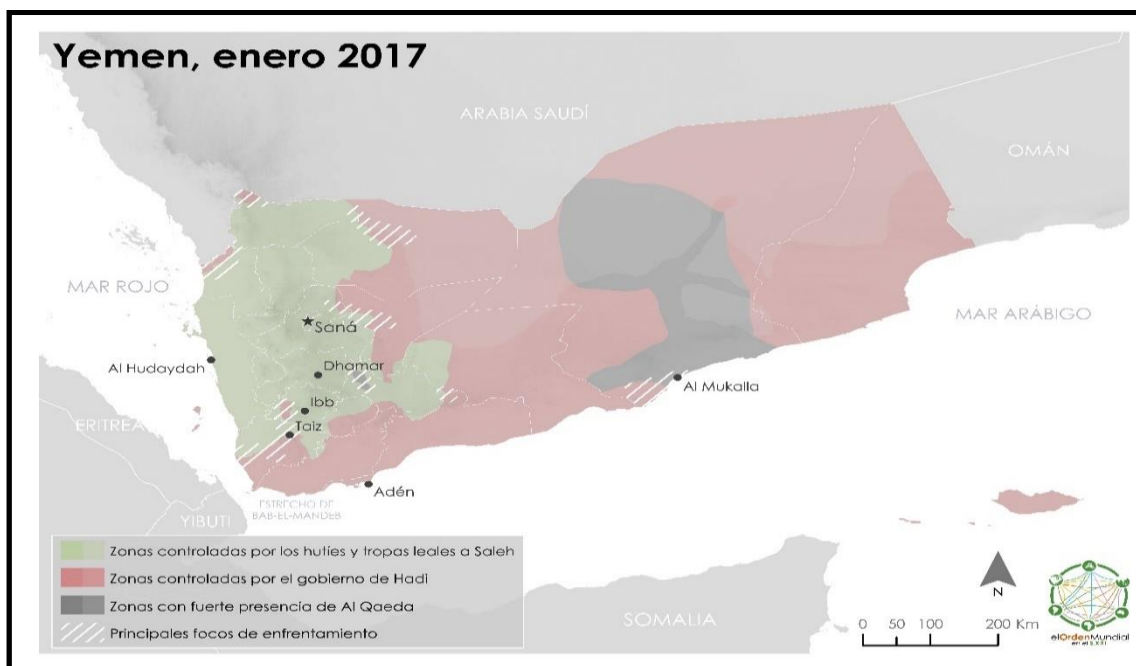 Yemen, enero 2017
ARABIA SAUDÍ
OMÁN
MAR ROJO
MAR ARÁBIGO
Saná
Al Hudaydah
Dhamar
Al Mukalla
Ibb
ERITREA
Taiz
Adén
ESTRECHO DE
BAB-EL-MANDEB
YIBUTI
Zonas controladas por los hutíes y tropas leales a Saleh
Zonas controladas por el gobierno de Hadi
Zonas con fuerte presencia de Al Qaeda
Principales focos de enfrentamiento
SOMALIA
N
0 50 100 200 Km
elOrdenMundial
en el S.XXI